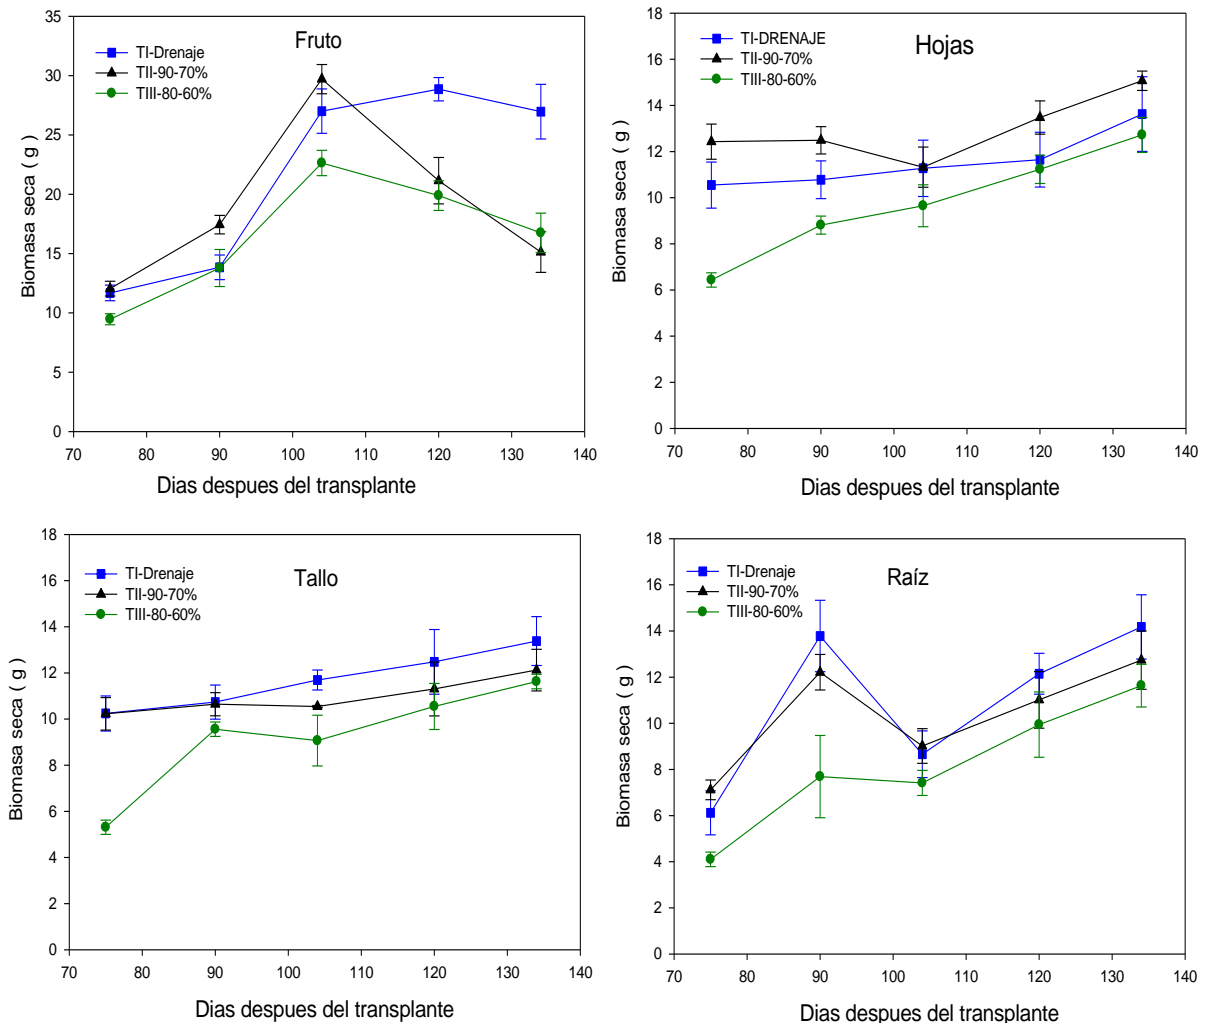 Fruto
TI-Drenaje
TII-90-70%
TIII-80-60%
35
30
25
20
15
10
5
0
Biomasa seca ( g )
70 80 90 100 110 120 130 140
Dias despues del transplante
Hojas
TI-DRENAJE
TII-90-70%
TIII-80-60%
18
16
14
12
10
8
6
4
2
0
Biomasa seca ( g )
70 80 90 100 110 120 130 140
Dias despues del transplante
Tallo
TI-Drenaje
TII-90-70%
TIII-80-60%
18
16
14
12
10
8
6
4
2
0
Biomasa seca ( g )
70 80 90 100 110 120 130 140
Dias despues del transplante
Raíz
TI-Drenaje
TII-90-70%
TIII-80-60%
18
16
14
12
10
8
6
4
2
0
Biomasa seca ( g )
70 80 90 100 110 120 130 140
Dias despues del transplante